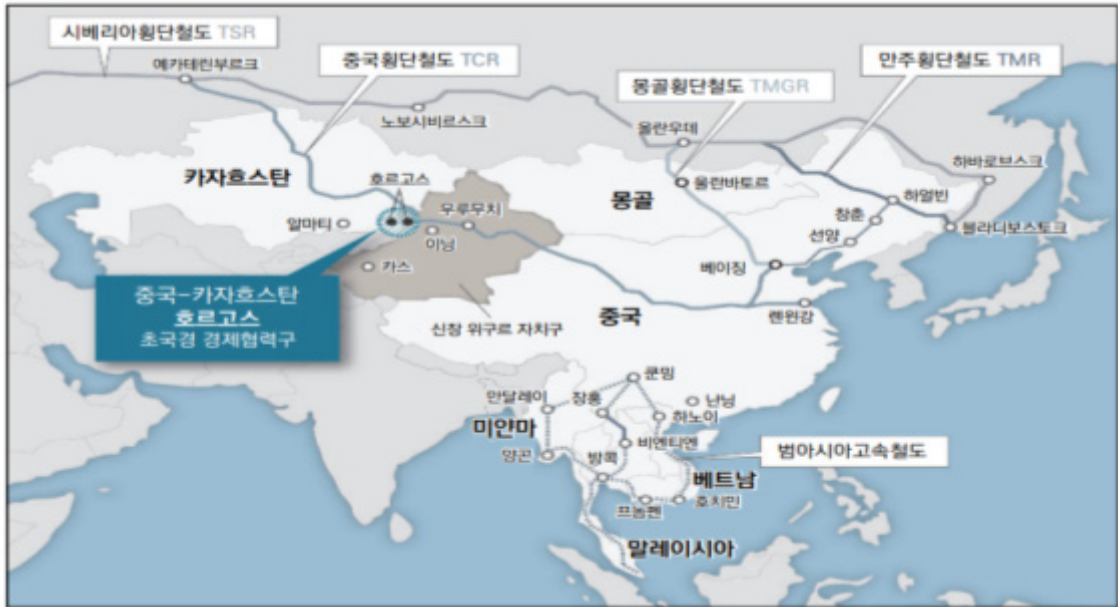 시베리아횡단철도 TSR
예카테린부르크
중국횡단철도 TCR
몽골횡단철도 TMGR
만주횡단철도 TMR
노보시비르스크
울란우데
하바로브스크
카자흐스탄
호르고스
울란바토르
몽골
하얼빈
창춘
우루무치
알마티
이닝
선양
블라디보스토크
카스
베이징
중국-카자흐스탄
호르고스
초국경 경제협력구
신장 위구르 자치구
중국
롄윈강
쿤밍
만달레이
징훙
난닝
하노이
미얀마
양곤
방콕
비엔티엔
범아시아고속철도
베트남
프놈펜
호치민
말레이시아